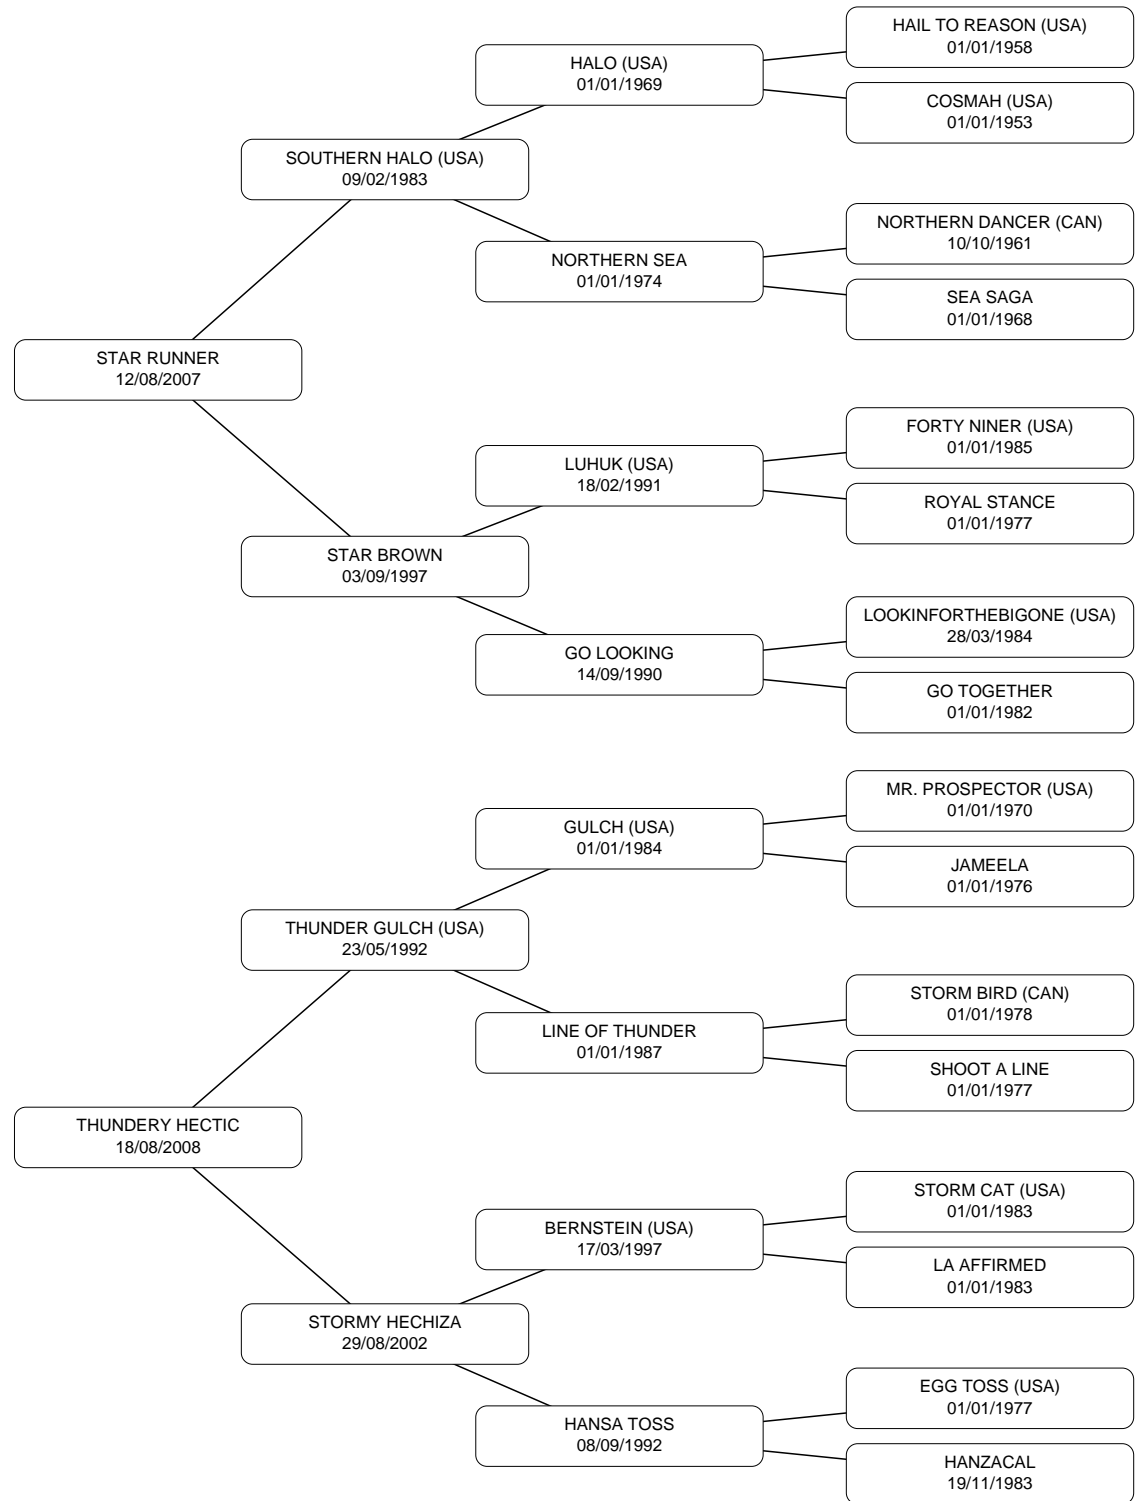 HAIL TO REASON (USA)
01/01/1958
HALO (USA)
01/01/1969
COSMAH (USA)
01/01/1953
SOUTHERN HALO (USA)
09/02/1983
NORTHERN DANCER (CAN)
10/10/1961
NORTHERN SEA
01/01/1974
SEA SAGA
01/01/1968
STAR RUNNER
12/08/2007
FORTY NINER (USA)
01/01/1985
LUHUK (USA)
18/02/1991
ROYAL STANCE
01/01/1977
STAR BROWN
03/09/1997
LOOKINFORTHEBIGONE (USA)
28/03/1984
GO LOOKING
14/09/1990
GO TOGETHER
01/01/1982
MR. PROSPECTOR (USA)
01/01/1970
GULCH (USA)
01/01/1984
JAMEELA
01/01/1976
THUNDER GULCH (USA)
23/05/1992
STORM BIRD (CAN)
01/01/1978
LINE OF THUNDER
01/01/1987
SHOOT A LINE
01/01/1977
THUNDERY HECTIC
18/08/2008
STORM CAT (USA)
01/01/1983
BERNSTEIN (USA)
17/03/1997
LA AFFIRMED
01/01/1983
STORMY HECHIZA
29/08/2002
EGG TOSS (USA)
01/01/1977
HANSA TOSS
08/09/1992
HANZACAL
19/11/1983